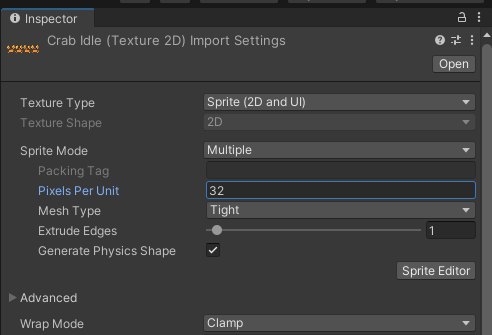 Inspector
Crab Idle (Texture 2D) Import Settings
Open
Texture Type Sprite (2D and UI)
Texture Shape 2D
Sprite Mode Multiple
Packing Tag
Pixels Per Unit 32
Mesh Type Tight
Extrude Edges 1
Generate Physics Shape
Sprite Editor
Advanced
Wrap Mode Clamp